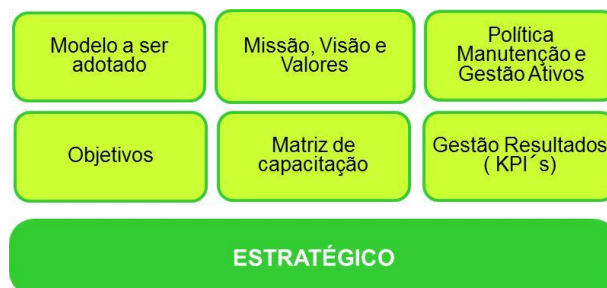 Modelo a ser
adotado
Missão, Visão e
Valores
Política
Manutenção e
Gestão Ativos
Objetivos
Matriz de
capacitação
Gestão Resultados
( KPI´s)
ESTRATÉGICO